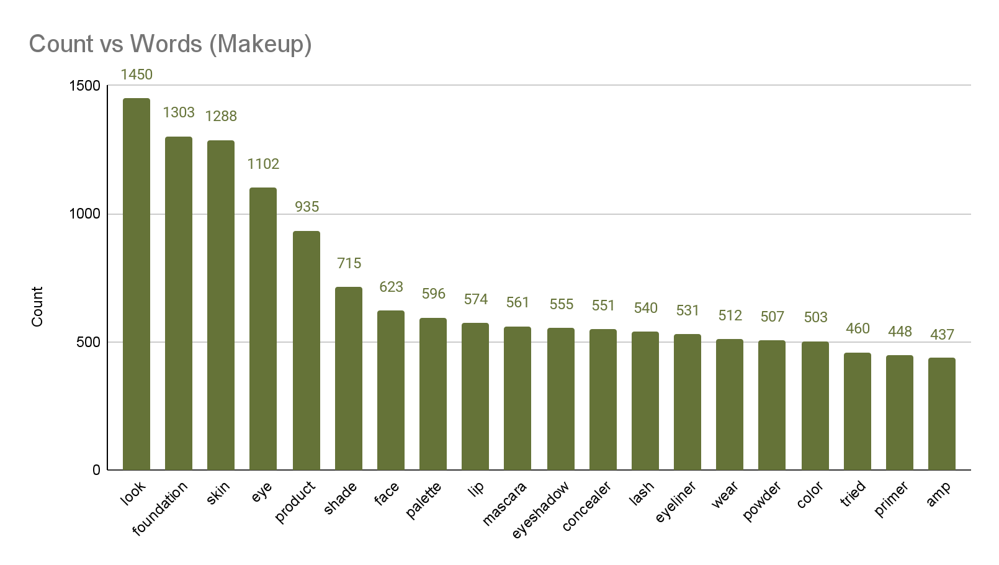 Count vs Words (Makeup)
1450
1500
1303
1288
1102
935
1000
715
623
596
574
561
555
551
540
531
512
507
503
460
448
437
500
Count
0
look
foundation
skin
eye
product
shade
face
palette
lip
mascara
eyeshadow
concealer
lash
eyeliner
wear
powder
color
tried
primer
amp